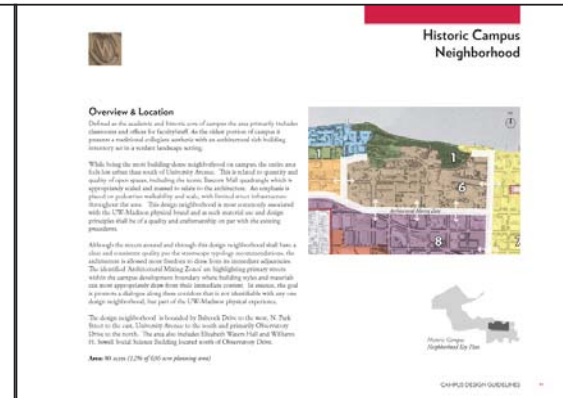 Historic Campus
Neighborhood
Overview & Location
Defined as the academic and historic core of campus the area primarily includes
classrooms and offices for faculty/staff. As the oldest portion of campus it
possess a traditional collegiate aesthetic with an architectural rich building
inventory set in a verdant landscape setting.
While being the most building-dense neighborhood on campus, the entire area
feels less urban than south of University Avenue. This is related to quantity and
quality of open spaces, including the iconic Bascom Mall quadrangle which is
appropriately scaled and massed to relate to the architecture. An emphasis is
placed on pedestrian walkability and scale, with limited street infrastructure
throughout the area. This design neighborhood is most commonly associated
with the UW-Madison physical brand and as such material use and design
principles shall be of a quality and craftsmanship on par with the existing
precedents.
Although the streets around and through this design neighborhood shall have a
clear and consistent quality per the streetscape typology recommendations, the
architecture is allowed more freedom to draw from its immediate adjacencies.
The identified 'Architectural Mixing Zones' are highlighting primary streets
within the campus development boundary where building styles and materials
can most appropriately draw from their immediate context. In essence, the goal
is promote a dialogue along these corridors that is not identifiable with any one
design neighborhood, but part of the UW-Madison physical experience.
The design neighborhood is bounded by Babcock Drive to the west, N. Park
Street to the east, University Avenue to the south and primarily Observatory
Drive to the north. The area also includes Elizabeth Waters Hall and William
H. Sewell Social Science Building located north of Observatory Drive.
Area: 80 acres (12% of 636 acre planning area)
1
1
6
Architectural Mixing Zone
8
7
Historic Campus
Neighborhood Key Plan
CAMPUS DESIGN GUIDELINES